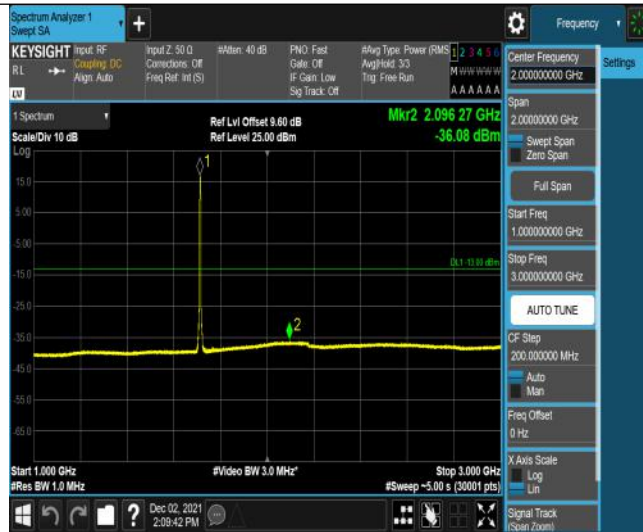 Spectrum Analyzer 1
Swept SA
+
Frequency
KEYSIGHT
Input: RF
Input Z: 50 Ω
#Atten: 40 dB
PNO: Fast
#Avg Type: Power (RMS
1 2 3 4 5 6
RL
Coupling: DC
Corrections: Off
Gate: Off
Avg|Hold: 3/3
M W W W W W
Align: Auto
Freq Ref: Int (S)
IF Gain: Low
Trig: Free Run
Sig Track: Off
A A A A A A
LXI
1 Spectrum
Ref Lvl Offset 9.60 dB
Mkr2 2.096 27 GHz
Scale/Div 10 dB
Ref Level 25.00 dBm
-36.08 dBm
Log
1
15.0
5.00
-5.00
DL1 -13.00 dBm
-15.0
-25.0
2
-35.0
-45.0
-55.0
-65.0
Start 1.000 GHz
#Video BW 3.0 MHz*
Stop 3.000 GHz
#Res BW 1.0 MHz
#Sweep ~5.00 s (30001 pts)
?
Dec 02, 2021
2:09:42 PM
Center Frequency
2.000000000 GHz
Settings
Span
2.00000000 GHz
Swept Span
Zero Span
Full Span
Start Freq
1.000000000 GHz
Stop Freq
3.000000000 GHz
AUTO TUNE
CF Step
200.000000 MHz
Auto
Man
Freq Offset
0 Hz
X Axis Scale
Log
Lin
Signal Track
(Span Zoom)